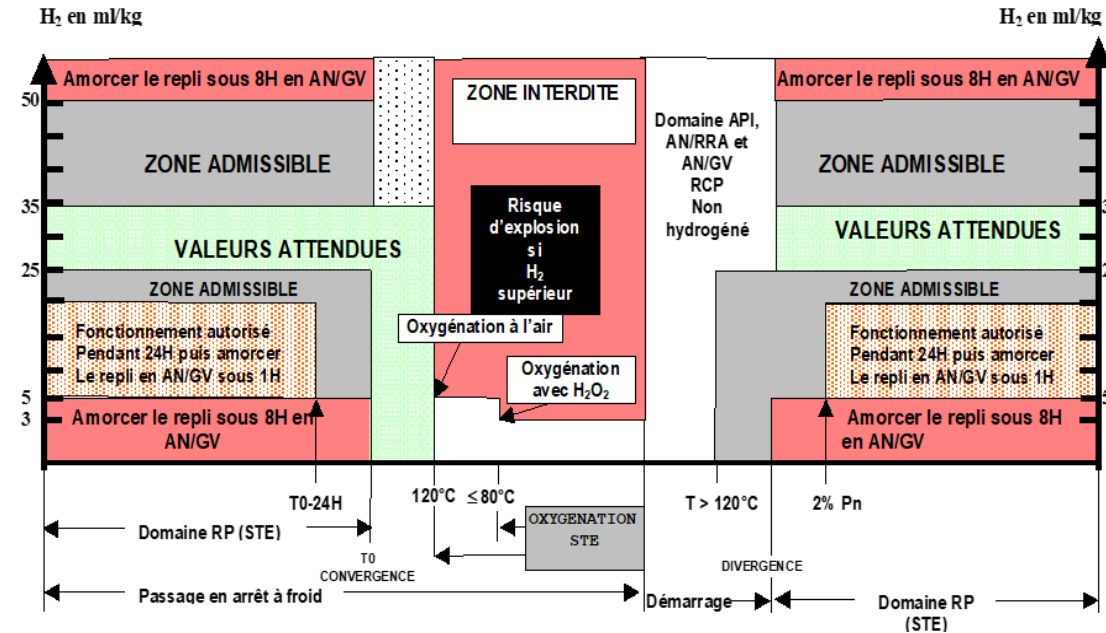 H₂ en ml/kg
H₂ en ml/kg
Amorcer le repli sous 8H en AN/GV
ZONE INTERDITE
Amorcer le repli sous 8H en AN/GV
50
Domaine API,
AN/RRA et
AN/GV
RCP
Non
hydrogéné
ZONE ADMISSIBLE
ZONE ADMISSIBLE
35
Risque
d'explosion
si
H₂
supérieur
VALEURS ATTENDUES
VALEURS ATTENDUES
25
ZONE ADMISSIBLE
ZONE ADMISSIBLE
Oxygénation à l'air
Fonctionnement autorisé
Pendant 24H puis amorcer
Le repli en AN/GV sous 1H
Fonctionnement autorisé
Pendant 24H puis amorcer
Le repli en AN/GV sous 1H
Oxygénation
avec H₂O₂
5
3
Amorcer le repli sous 8H en
AN/GV
Amorcer le repli sous 8H
en AN/GV
T0-24H
120°C
≤ 80°C
T > 120°C
2% Pn
Domaine RP (STE)
OXYGENATION
STE
T0
CONVERGENCE
DIVERGENCE
Passage en arrêt à froid
Démarrage
Domaine RP
(STE)